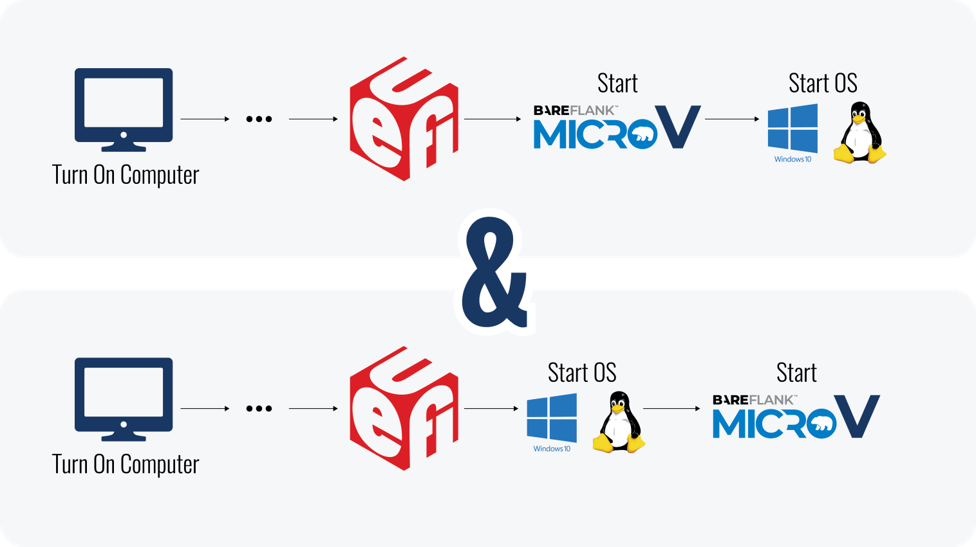 Turn On Computer
•••
uefi
Start
BAREFLANK™
MICROV
Start OS
Windows 10
&
Turn On Computer
•••
uefi
Start OS
Windows 10
Start
BAREFLANK™
MICROV